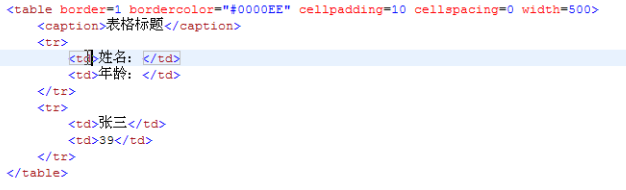 <table border=1 bordercolor="#0000EE" cellpadding=10 cellspacing=0 width=500>
<caption>表格标题</caption>
<tr>
<td>姓名：</td>
<td>年龄：</td>
</tr>
<tr>
<td>张三</td>
<td>39</td>
</tr>
</table>